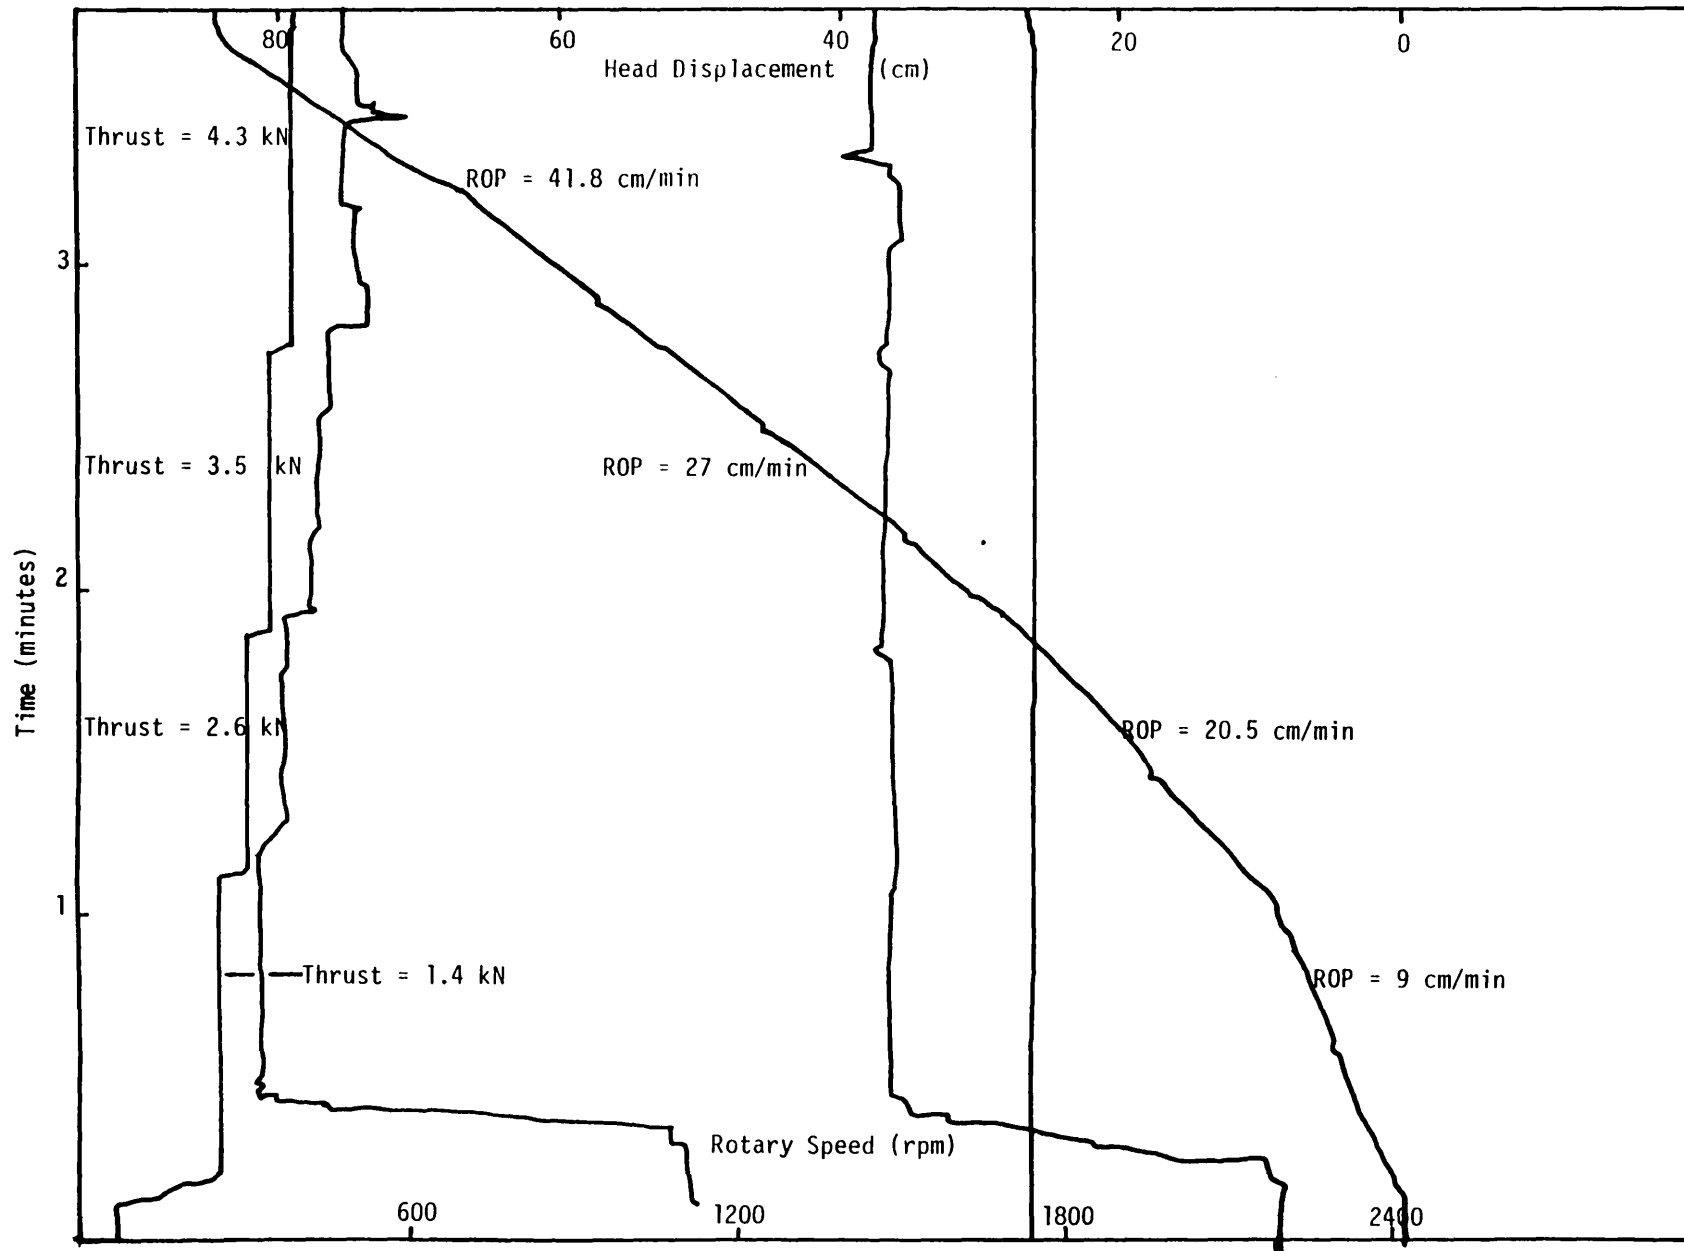 80 60 40 20 0
Head Displacement (cm)
Thrust = 4.3 kN
ROP = 41.8 cm/min
3
Thrust = 3.5 kN
ROP = 27 cm/min
2
Time (minutes)
Thrust = 2.6 kN
ROP = 20.5 cm/min
1
Thrust = 1.4 kN
ROP = 9 cm/min
Rotary Speed (rpm)
600 1200 1800 2400